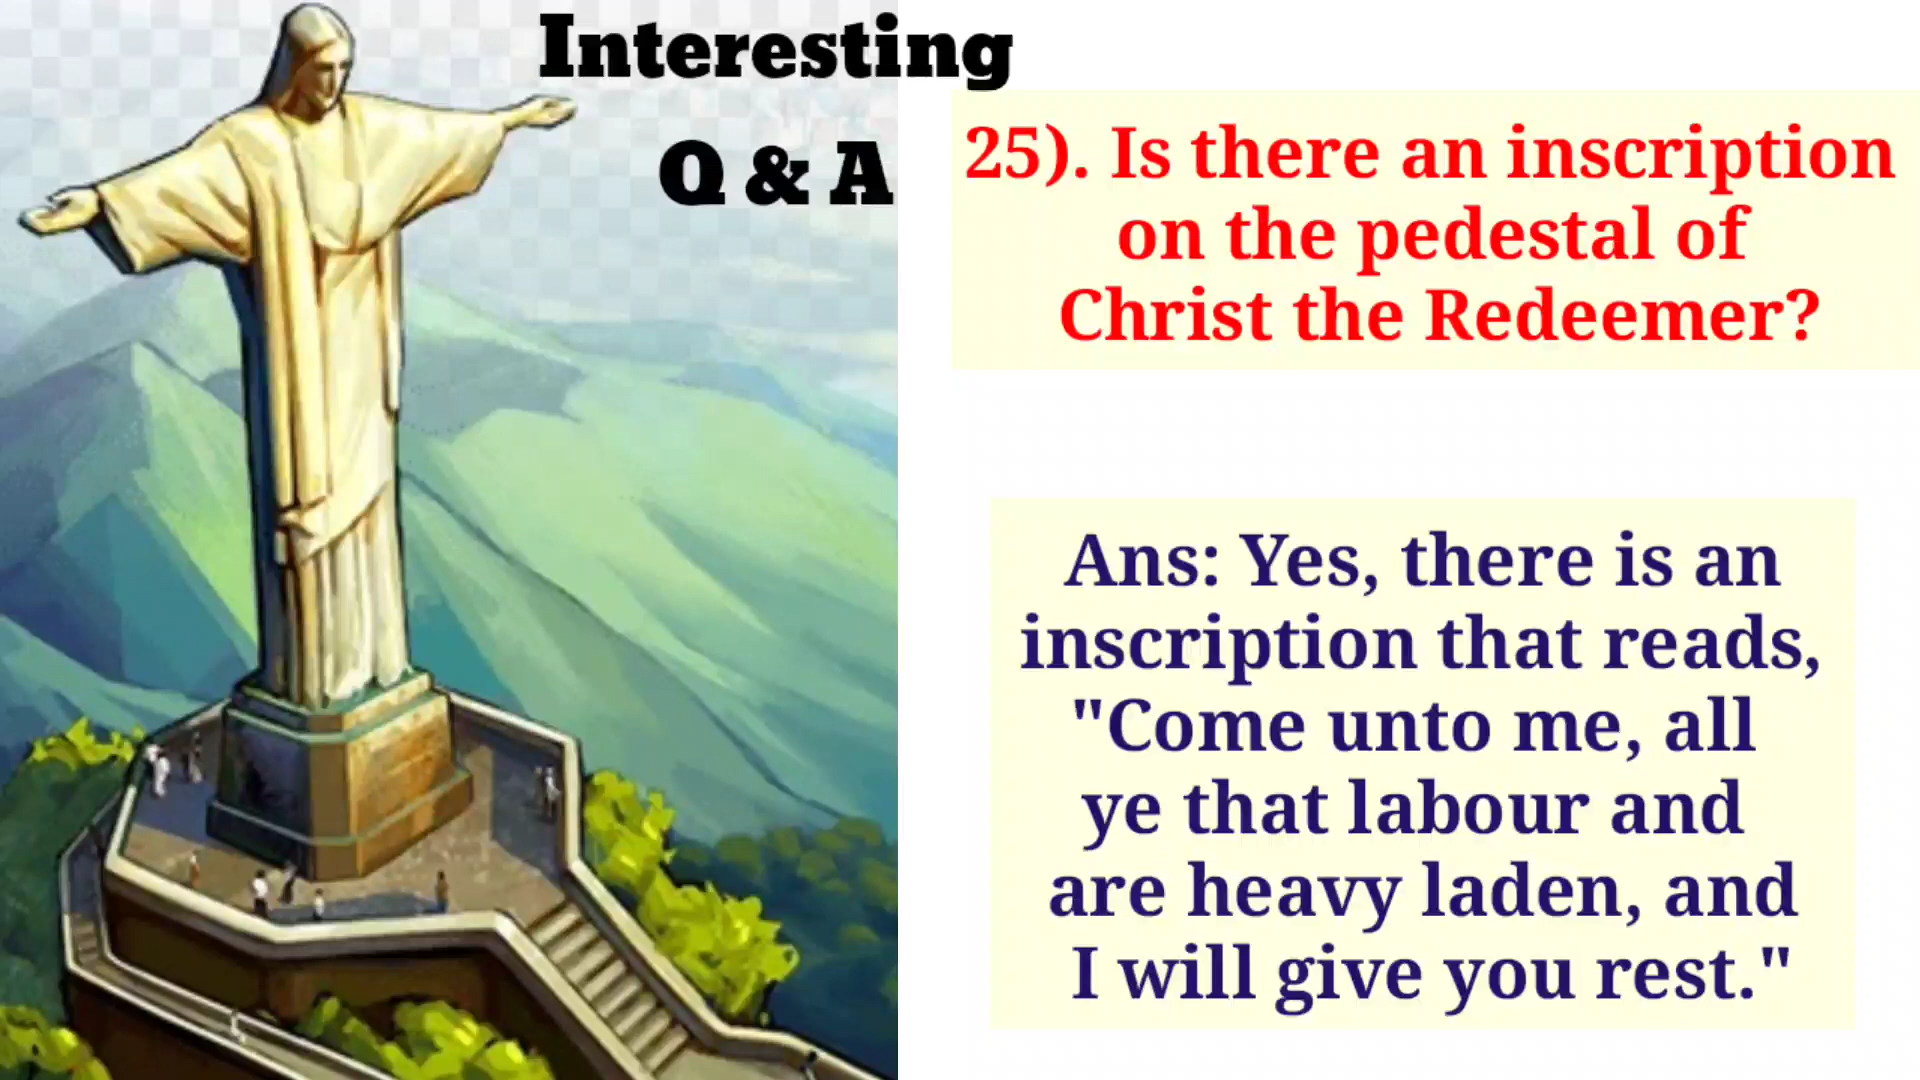 Interesting
Q & A
25). Is there an inscription
on the pedestal of
Christ the Redeemer?
Ans: Yes, there is an
inscription that reads,
"Come unto me, all
ye that labour and
are heavy laden, and
I will give you rest."